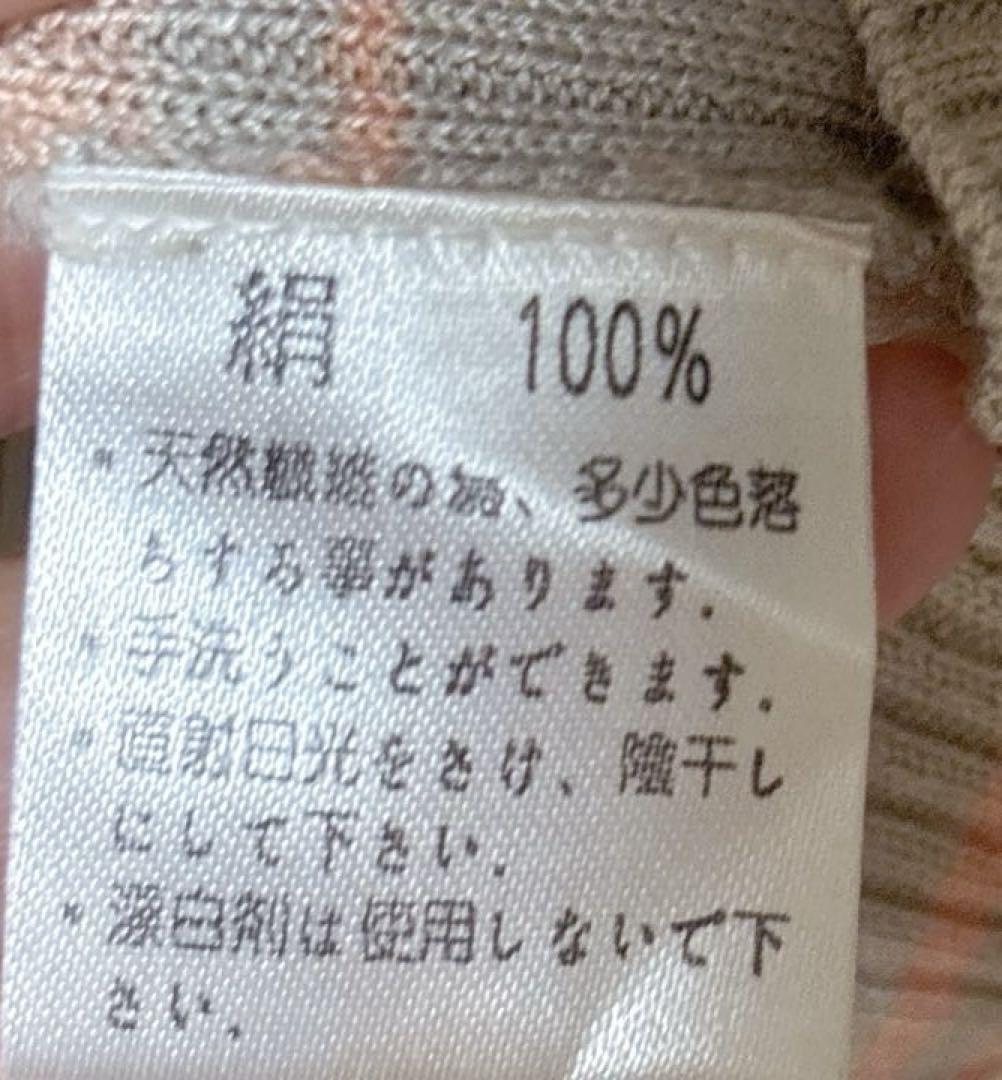 絹 100%
・天然繊維の為、多少色落
ちする事があります.
・手洗うことができます.
・直射日光をさけ、陰干し
にして下さい.
・漂白剤は使用しないで下
さい.